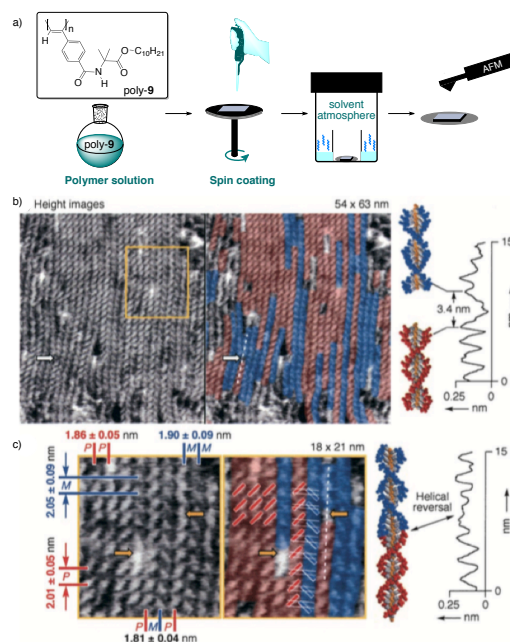 a)
n
H
O
O–C10H21
N
H
O
poly-9
poly-9
Polymer solution
Spin coating
solvent
atmosphere
AFM
b)
Height images
54 x 63 nm
15
3.4 nm
0
0.25
0
nm
c)
1.86 ± 0.05 nm
P P
1.90 ± 0.09 nm
M M
18 x 21 nm
2.05 ± 0.09 nm
M
2.01 ± 0.05 nm
P
P M P
1.81 ± 0.04 nm
Helical
reversal
15
nm
0
0.25
0
nm